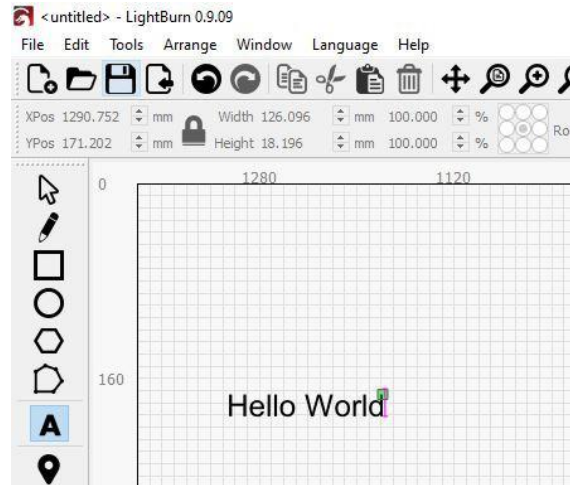 <untitled> - LightBurn 0.9.09
File Edit Tools Arrange Window Language Help
XPos 1290.752 mm Width 126.096 mm 100.000 %
YPos 171.202 mm Height 18.196 mm 100.000 % Ro
0 1280 1120
160
Hello World
A